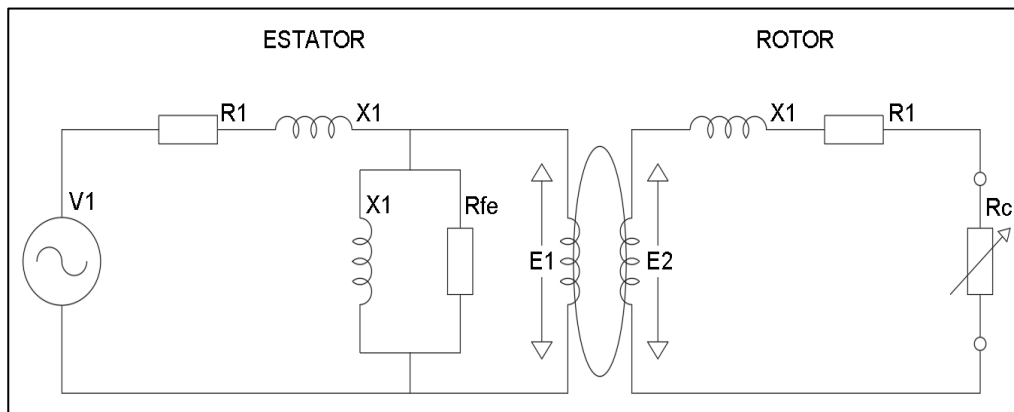 ESTATOR
ROTOR
R1
X1
X1
R1
V1
X1
Rfe
Rc
E1
E2